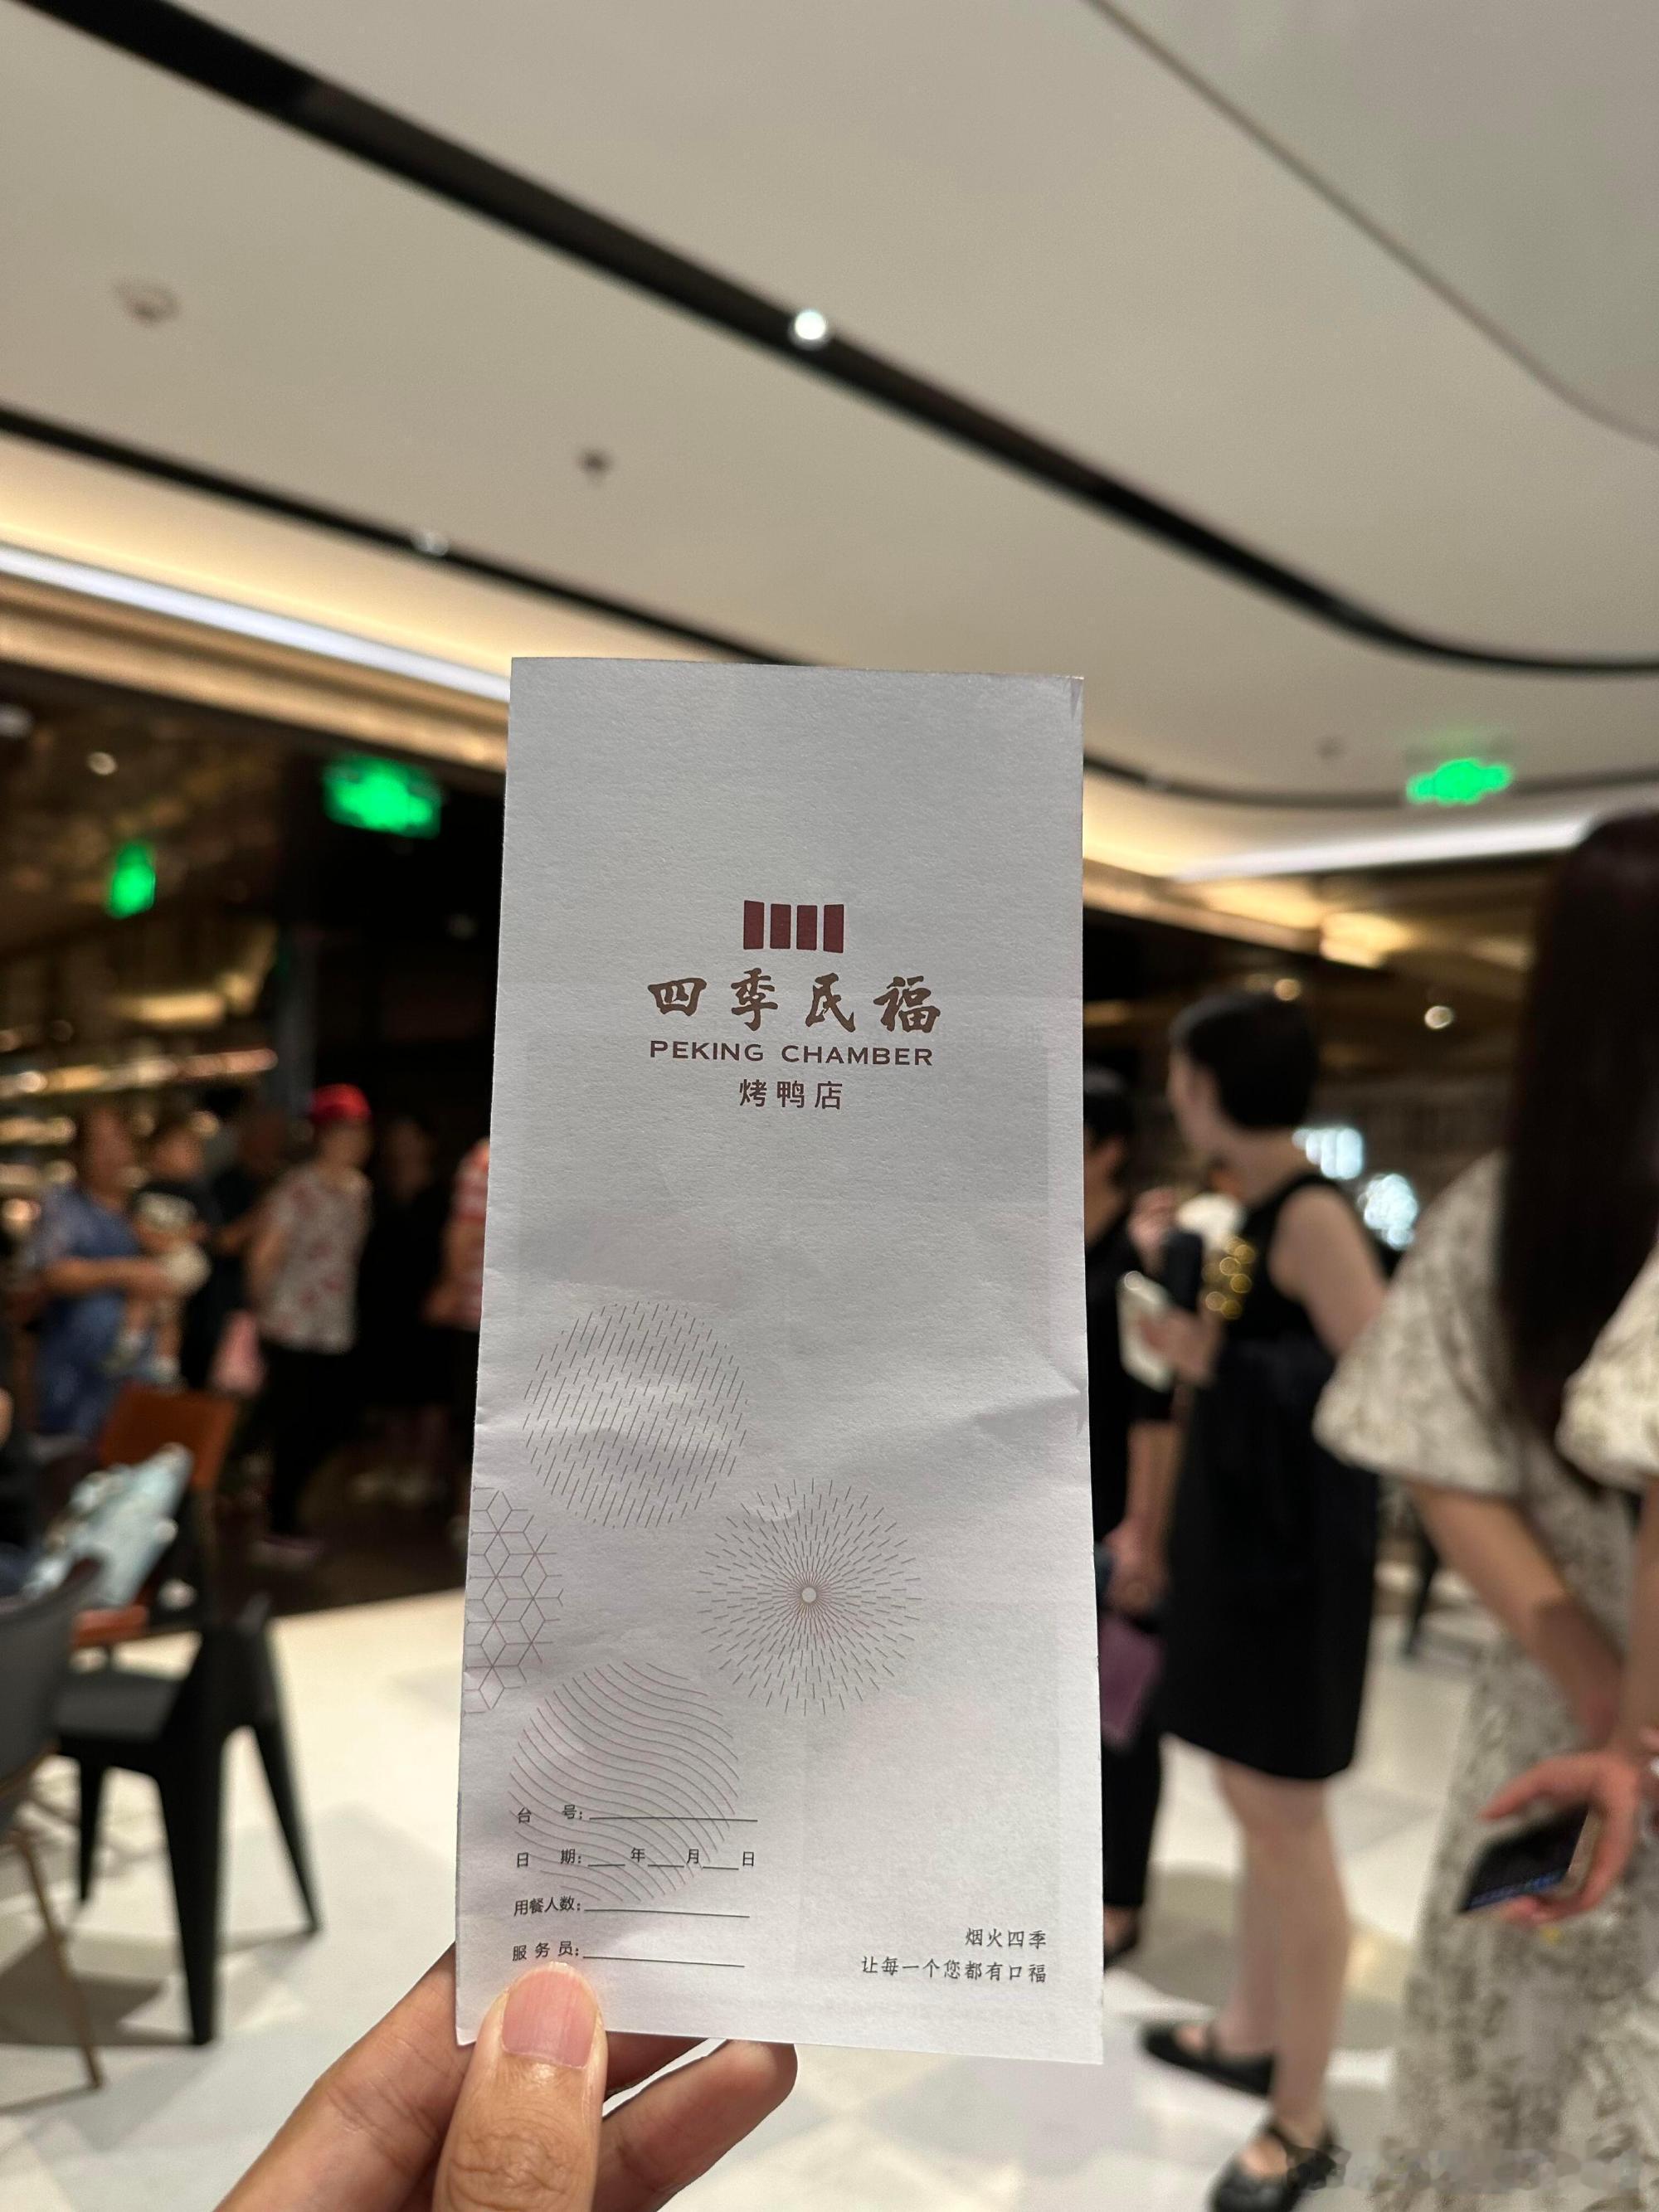 四季民福
PEKING CHAMBER
烤鸭店
台 号:
日 期: 年 月 日
用餐人数:
服务员:
烟火四季
让每一个您都有口福